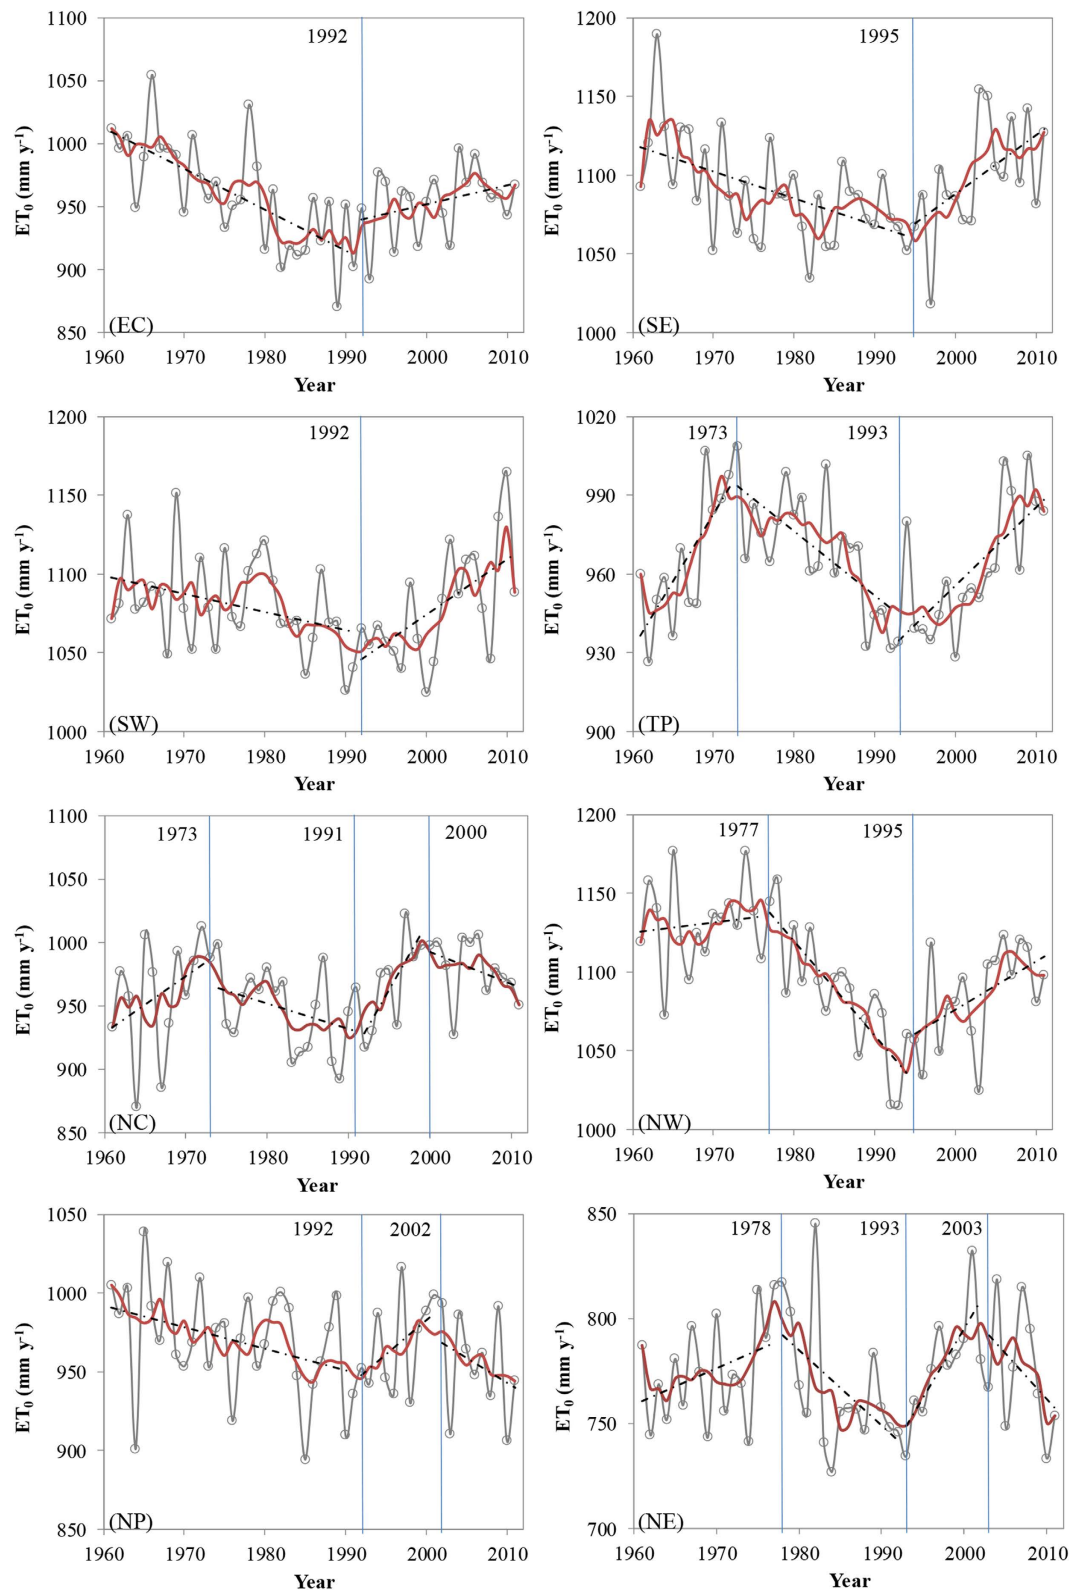 1100
1050
1000
950
900
850
ET₀ (mm y⁻¹)
1992
(EC)
1960 1970 1980 1990 2000 2010
Year
1200
1150
1100
1050
1000
ET₀ (mm y⁻¹)
1995
(SE)
1960 1970 1980 1990 2000 2010
Year
1200
1150
1100
1050
1000
ET₀ (mm y⁻¹)
1992
(SW)
1960 1970 1980 1990 2000 2010
Year
1020
990
960
930
900
ET₀ (mm y⁻¹)
1973 1993
(TP)
1960 1970 1980 1990 2000 2010
Year
1100
1050
1000
950
900
850
ET₀ (mm y⁻¹)
1973 1991 2000
(NC)
1960 1970 1980 1990 2000 2010
Year
1200
1150
1100
1050
1000
ET₀ (mm y⁻¹)
1977 1995
(NW)
1960 1970 1980 1990 2000 2010
Year
1050
1000
950
900
850
ET₀ (mm y⁻¹)
1992 2002
(NP)
1960 1970 1980 1990 2000 2010
Year
850
800
750
700
ET₀ (mm y⁻¹)
1978 1993 2003
(NE)
1960 1970 1980 1990 2000 2010
Year